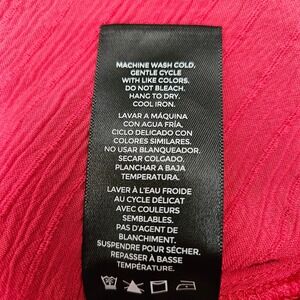 MACHINE WASH COLD,
GENTLE CYCLE
WITH LIKE COLORS.
DO NOT BLEACH.
HANG TO DRY.
COOL IRON.
LAVAR A MÁQUINA
CON AGUA FRÍA,
CICLO DELICADO CON
COLORES SIMILARES.
NO USAR BLANQUEADOR.
SECAR COLGADO.
PLANCHAR A BAJA
TEMPERATURA.
LAVER À L'EAU FROIDE
AU CYCLE DÉLICAT
AVEC COULEURS
SEMBLABLES.
PAS D'AGENT DE
BLANCHIMENT.
SUSPENDRE POUR SÉCHER.
REPASSER À BASSE
TEMPÉRATURE.